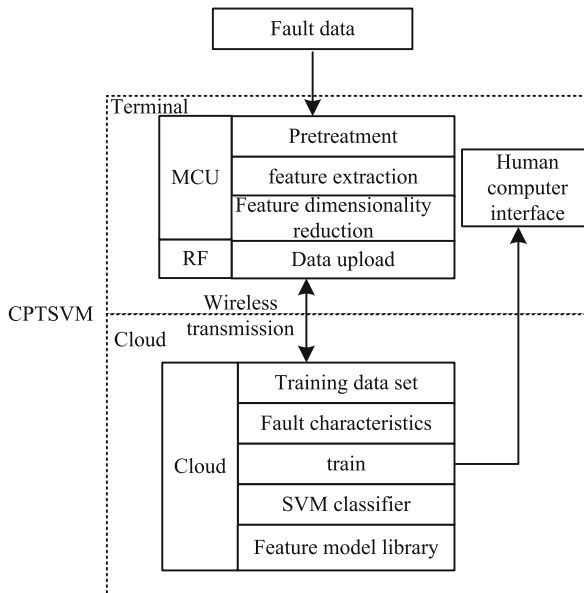 Fault data
Terminal
MCU
Pretreatment
feature extraction
Feature dimensionality
reduction
RF
Data upload
Human
computer
interface
Wireless
transmission
CPTSVM
Cloud
Cloud
Training data set
Fault characteristics
train
SVM classifier
Feature model library